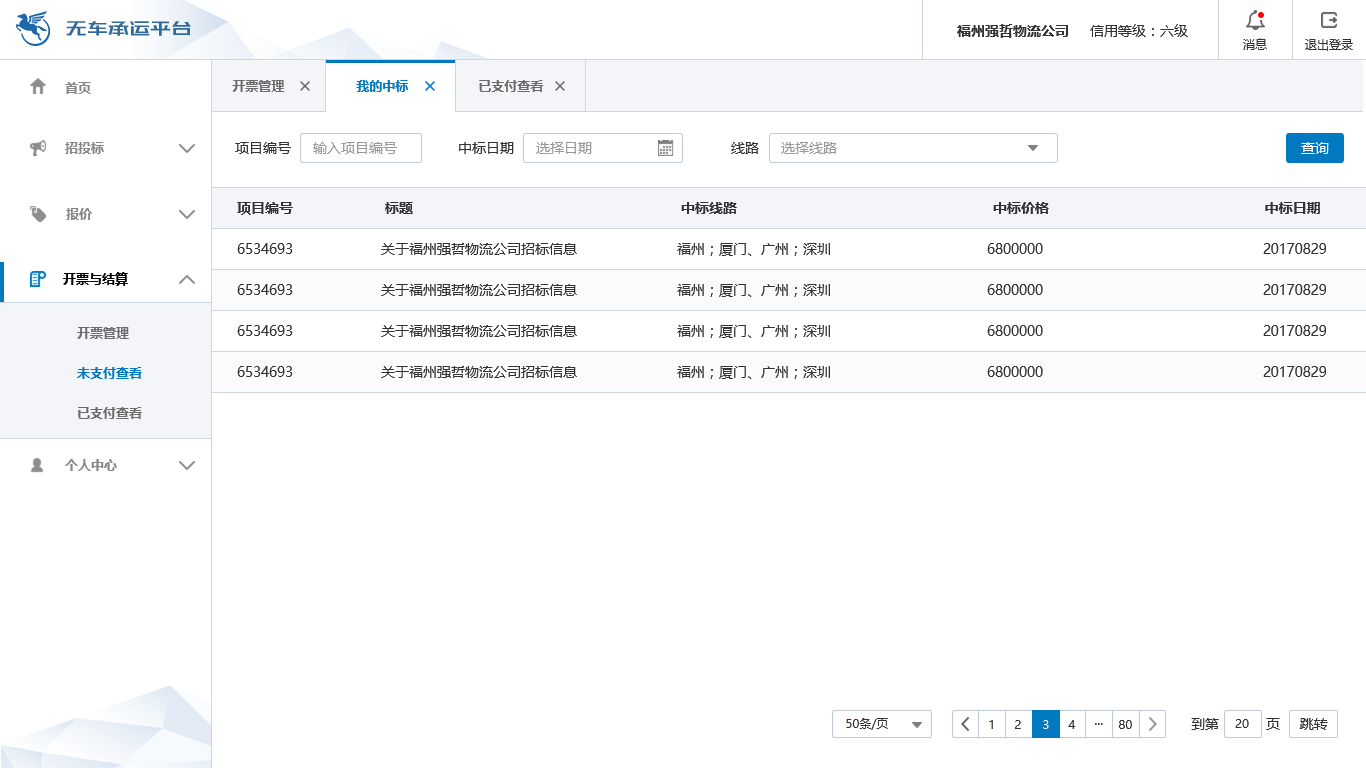 无车承运平台
福州强哲物流公司 信用等级：六级
消息
退出登录
首页
招投标
报价
开票与结算
开票管理
未支付查看
已支付查看
个人中心
开票管理 我的中标 已支付查看
项目编号 输入项目编号 中标日期 选择日期 线路 选择线路 查询
项目编号 标题 中标线路 中标价格 中标日期
6534693 关于福州强哲物流公司招标信息 福州；厦门、广州；深圳 6800000 20170829
6534693 关于福州强哲物流公司招标信息 福州；厦门、广州；深圳 6800000 20170829
6534693 关于福州强哲物流公司招标信息 福州；厦门、广州；深圳 6800000 20170829
6534693 关于福州强哲物流公司招标信息 福州；厦门、广州；深圳 6800000 20170829
50条/页 1 2 3 4 ··· 80 到第 20 页 跳转